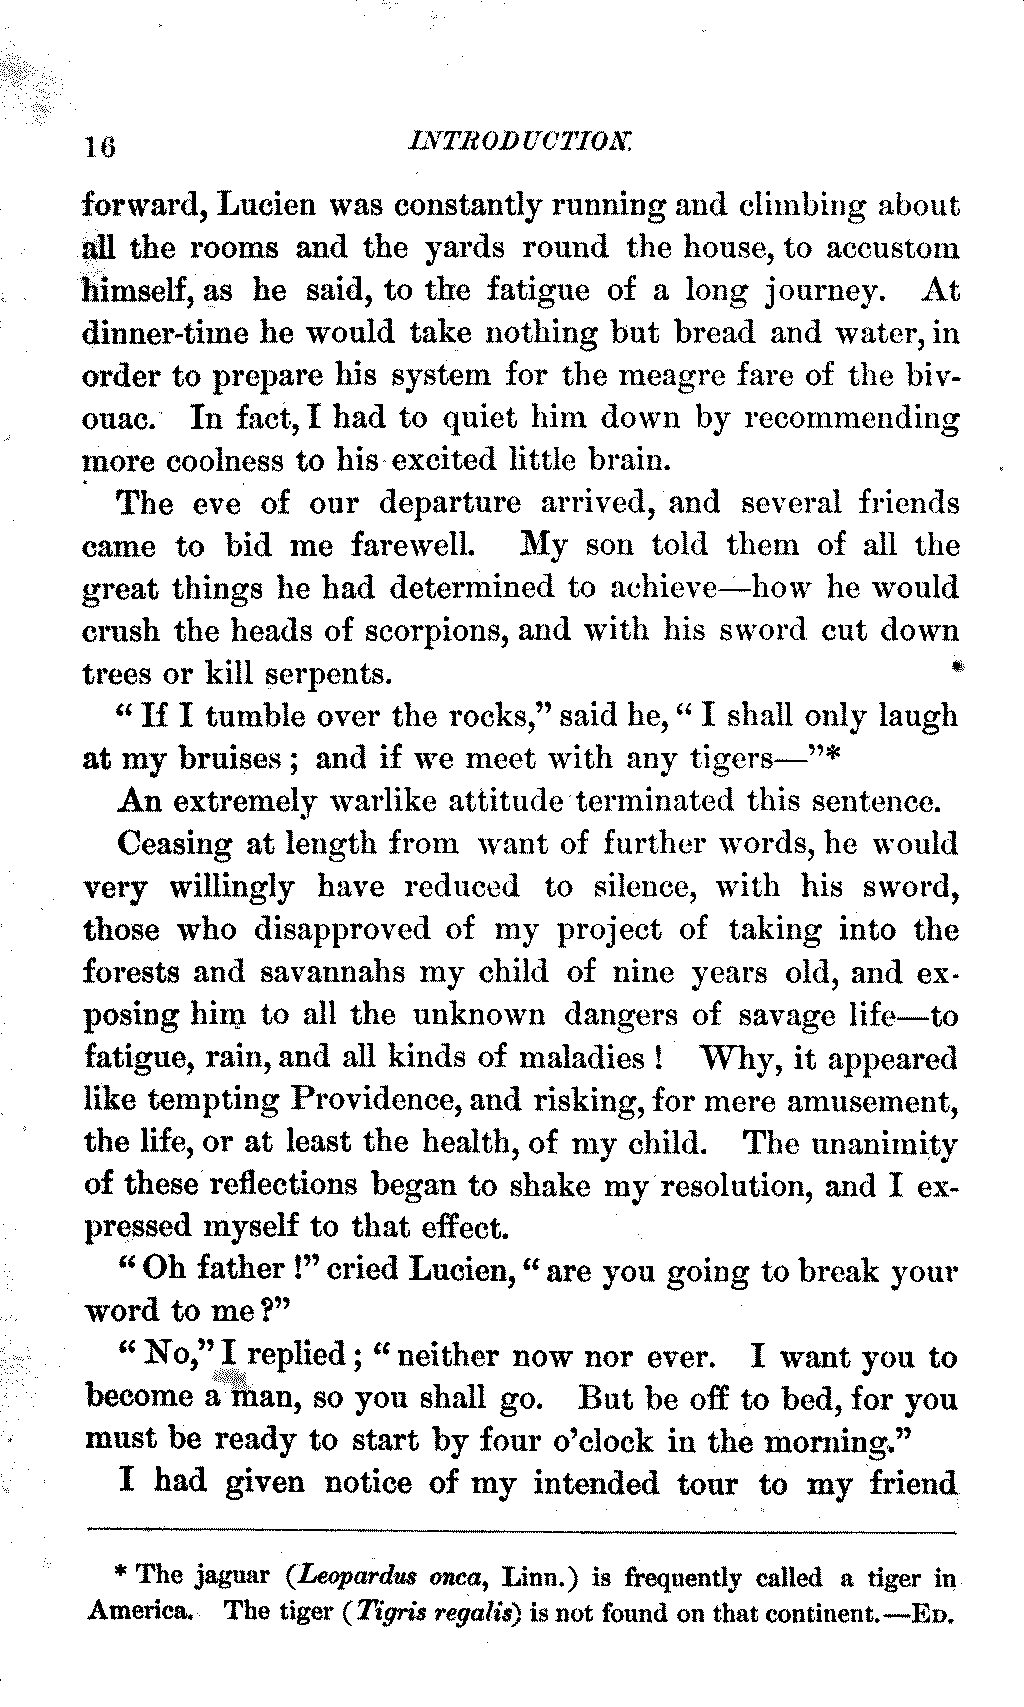 16 INTRODUCTION.
forward, Lucien was constantly running and climbing about
all the rooms and the yards round the house, to accustom
himself, as he said, to the fatigue of a long journey. At
dinner-time he would take nothing but bread and water, in
order to prepare his system for the meagre fare of the biv-
ouac. In fact, I had to quiet him down by recommending
more coolness to his excited little brain.
The eve of our departure arrived, and several friends
came to bid me farewell. My son told them of all the
great things he had determined to achieve—how he would
crush the heads of scorpions, and with his sword cut down
trees or kill serpents.
“If I tumble over the rocks,” said he, “I shall only laugh
at my bruises; and if we meet with any tigers—”*
An extremely warlike attitude terminated this sentence.
Ceasing at length from want of further words, he would
very willingly have reduced to silence, with his sword,
those who disapproved of my project of taking into the
forests and savannahs my child of nine years old, and ex-
posing him to all the unknown dangers of savage life—to
fatigue, rain, and all kinds of maladies! Why, it appeared
like tempting Providence, and risking, for mere amusement,
the life, or at least the health, of my child. The unanimity
of these reflections began to shake my resolution, and I ex-
pressed myself to that effect.
“Oh father!” cried Lucien, “are you going to break your
word to me?”
“No,” I replied; “neither now nor ever. I want you to
become a man, so you shall go. But be off to bed, for you
must be ready to start by four o’clock in the morning.”
I had given notice of my intended tour to my friend
* The jaguar (Leopardus onca, Linn.) is frequently called a tiger in
America. The tiger (Tigris regalis) is not found on that continent.—ED.